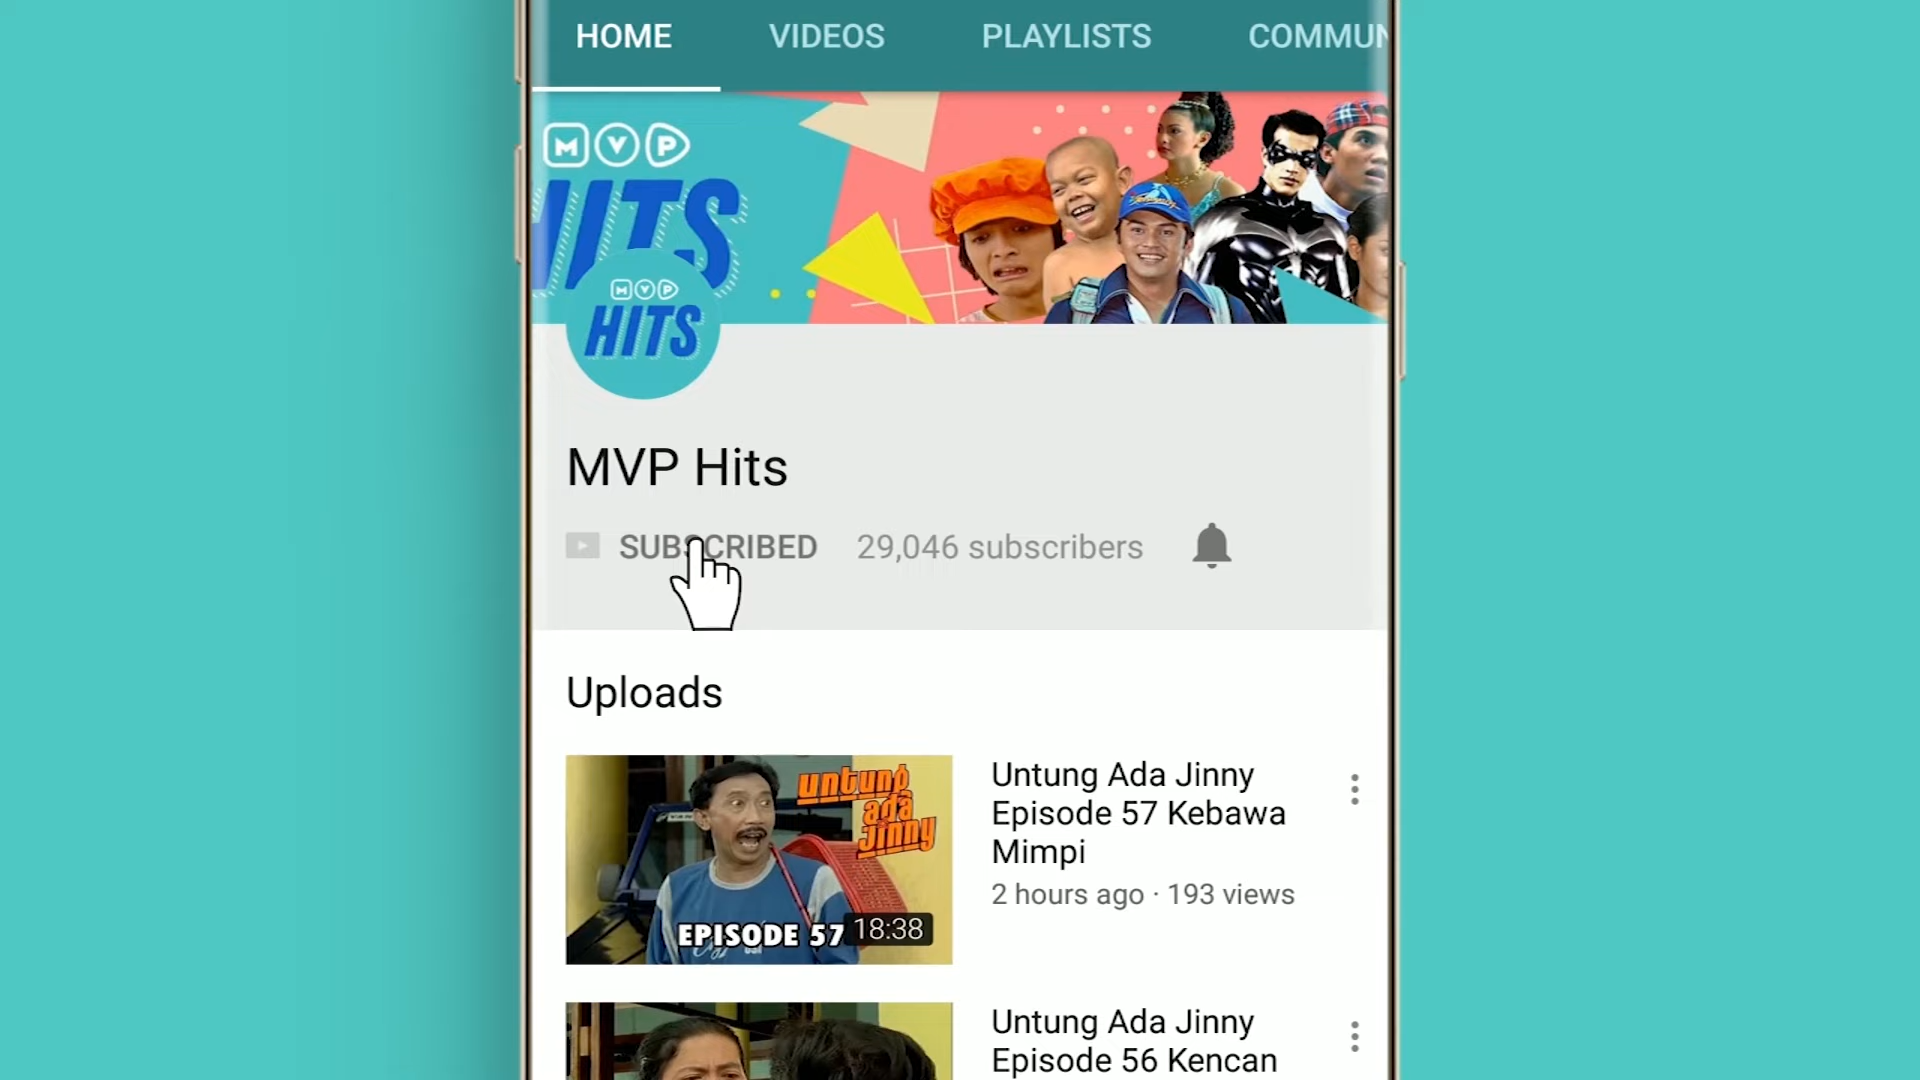 HOME VIDEOS PLAYLISTS COMMUN
MVP
HITS
MVP
HITS
MVP Hits
SUBSCRIBED 29,046 subscribers
Uploads
untung
ada
jinny
EPISODE 57 18:38
Untung Ada Jinny
Episode 57 Kebawa
Mimpi
2 hours ago · 193 views
Untung Ada Jinny
Episode 56 Kencan